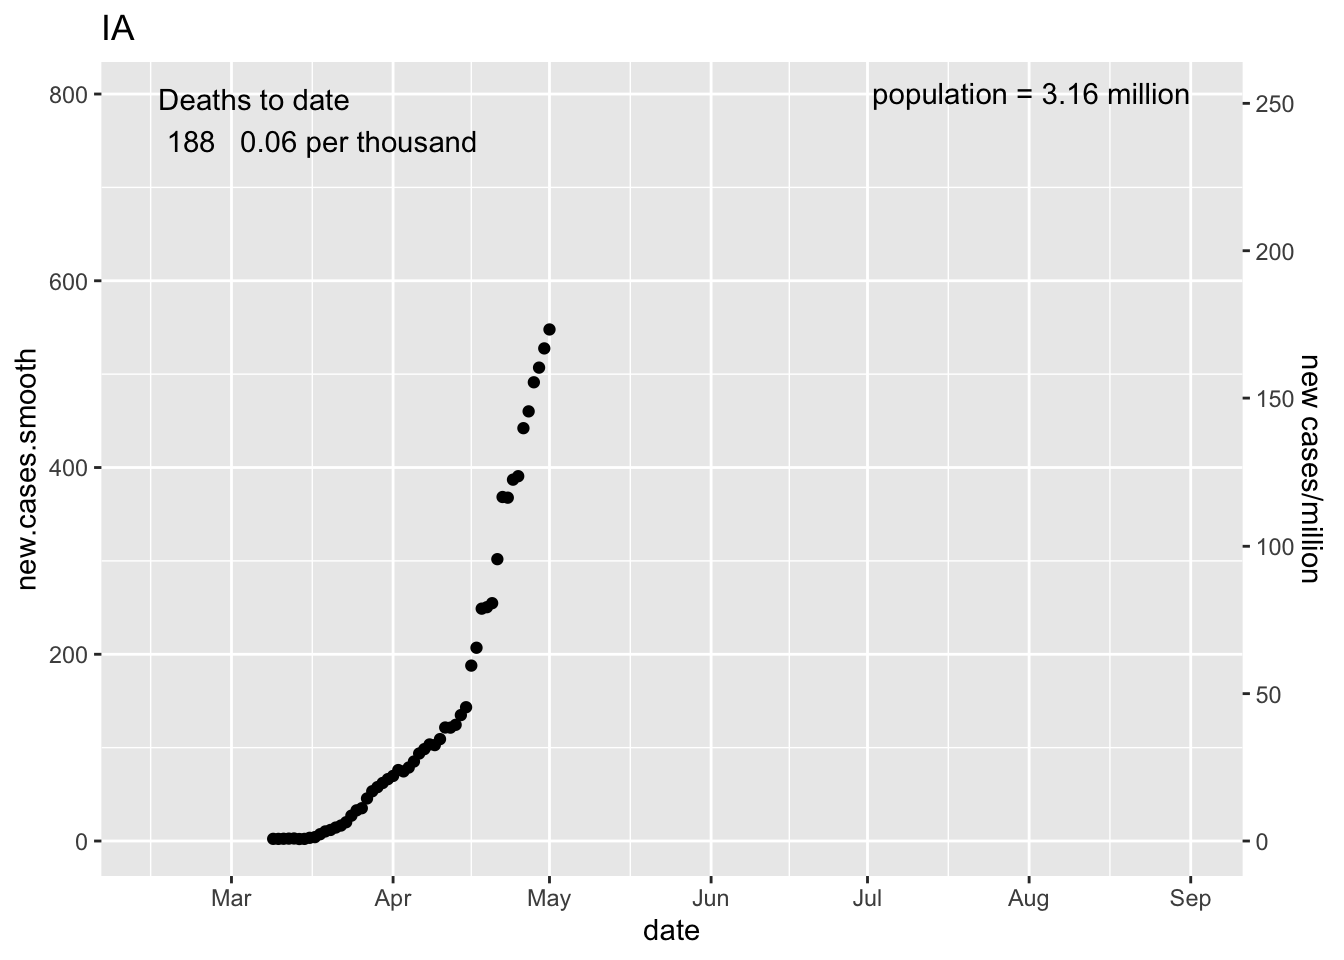 IA
Deaths to date
188 0.06 per thousand
population = 3.16 million
800
600
400
200
0
new.cases.smooth
250
200
150
100
50
0
new cases/million
Mar Apr May Jun Jul Aug Sep
date